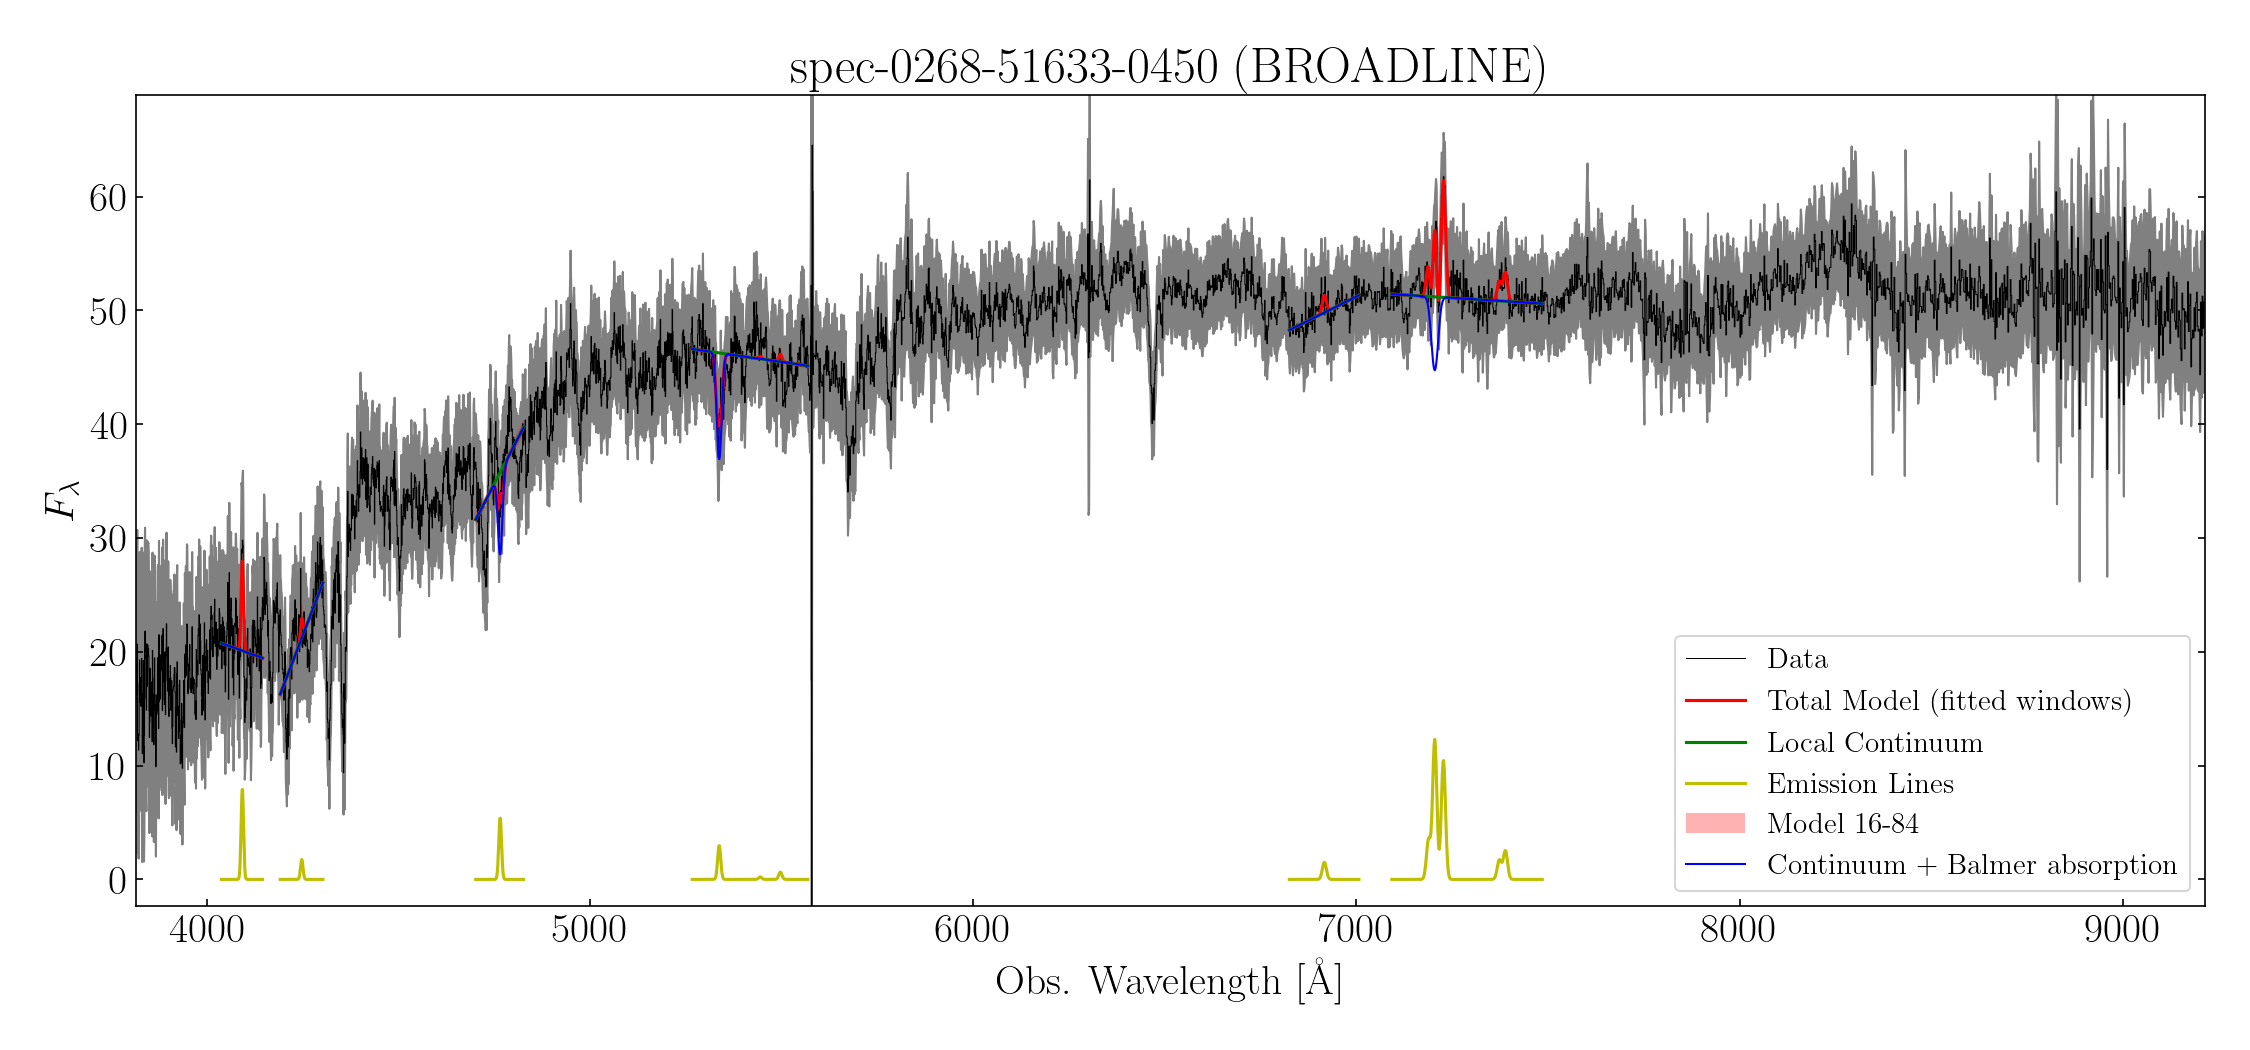 spec-0268-51633-0450 (BROADLINE)
60
50
40
30
20
10
0
F_λ
Data
Total Model (fitted windows)
Local Continuum
Emission Lines
Model 16-84
Continuum + Balmer absorption
4000 5000 6000 7000 8000 9000
Obs. Wavelength [Å]